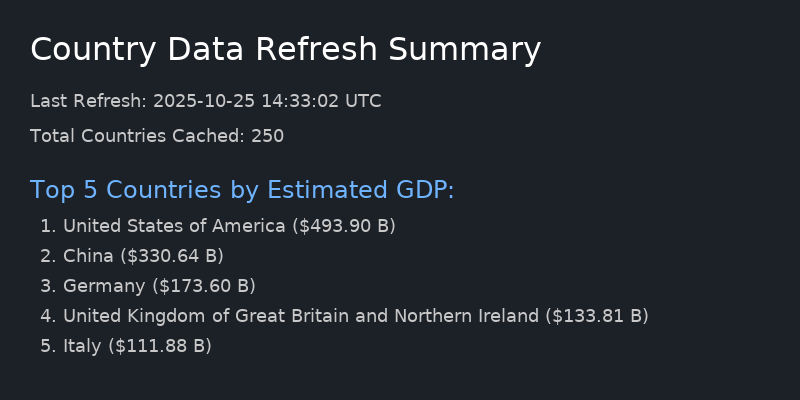 Country Data Refresh Summary
Last Refresh: 2025-10-25 14:33:02 UTC
Total Countries Cached: 250
Top 5 Countries by Estimated GDP:
1. United States of America ($493.90 B)
2. China ($330.64 B)
3. Germany ($173.60 B)
4. United Kingdom of Great Britain and Northern Ireland ($133.81 B)
5. Italy ($111.88 B)